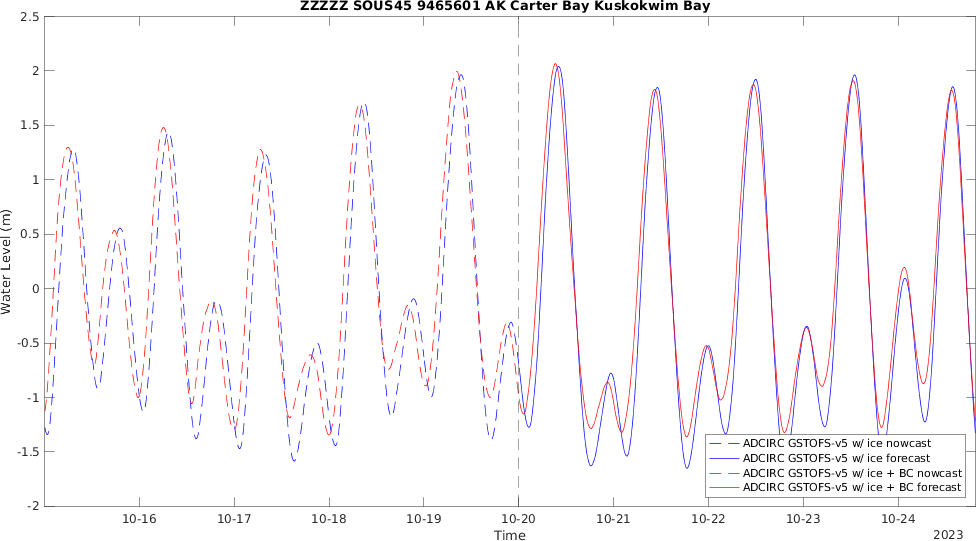 ZZZZZ SOUS45 9465601 AK Carter Bay Kuskokwim Bay
2.5
2
1.5
1
0.5
0
-0.5
-1
-1.5
-2
Water Level (m)
ADCIRC GSTOFS-v5 w/ ice nowcast
ADCIRC GSTOFS-v5 w/ ice forecast
ADCIRC GSTOFS-v5 w/ ice + BC nowcast
ADCIRC GSTOFS-v5 w/ ice + BC forecast
10-16 10-17 10-18 10-19 10-20 10-21 10-22 10-23 10-24
Time
2023